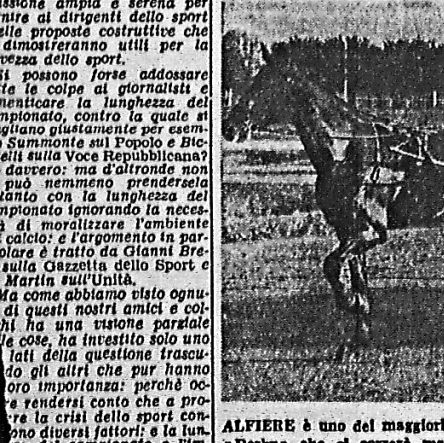 ussione ampia e serena per
nire ai dirigenti dello sport
elle proposte costruttive che
dimostreranno utili per la
vezza dello sport.
Si possono forse addossare
te le colpe ai giornalisti e
menticare la lunghezza del
mpionato, contro la quale si
agliano giustamente per esem-
o Summonte sul Popolo e Bic-
elli sulla Voce Repubblicana?
davvero: ma d'altronde non
può nemmeno prendersela
tanto con la lunghezza del
mpionato ignorando la neces-
à di moralizzare l'ambiente
calcio: e l'argomento in par-
olare è tratto da Gianni Bre-
sulla Gazzetta dello Sport e
Martin sull'Unità.
Ma come abbiamo visto ognu-
di questi nostri amici e col-
hi ha una visione parziale
lle cose, ha investito solo uno
lati della questione trascu-
do gli altri che pur hanno
loro importanza: perchè oc-
re rendersi conto che a pro-
re la crisi dello sport con-
ono diversi fattori: e la lun-
ALFIERE è uno dei maggiori